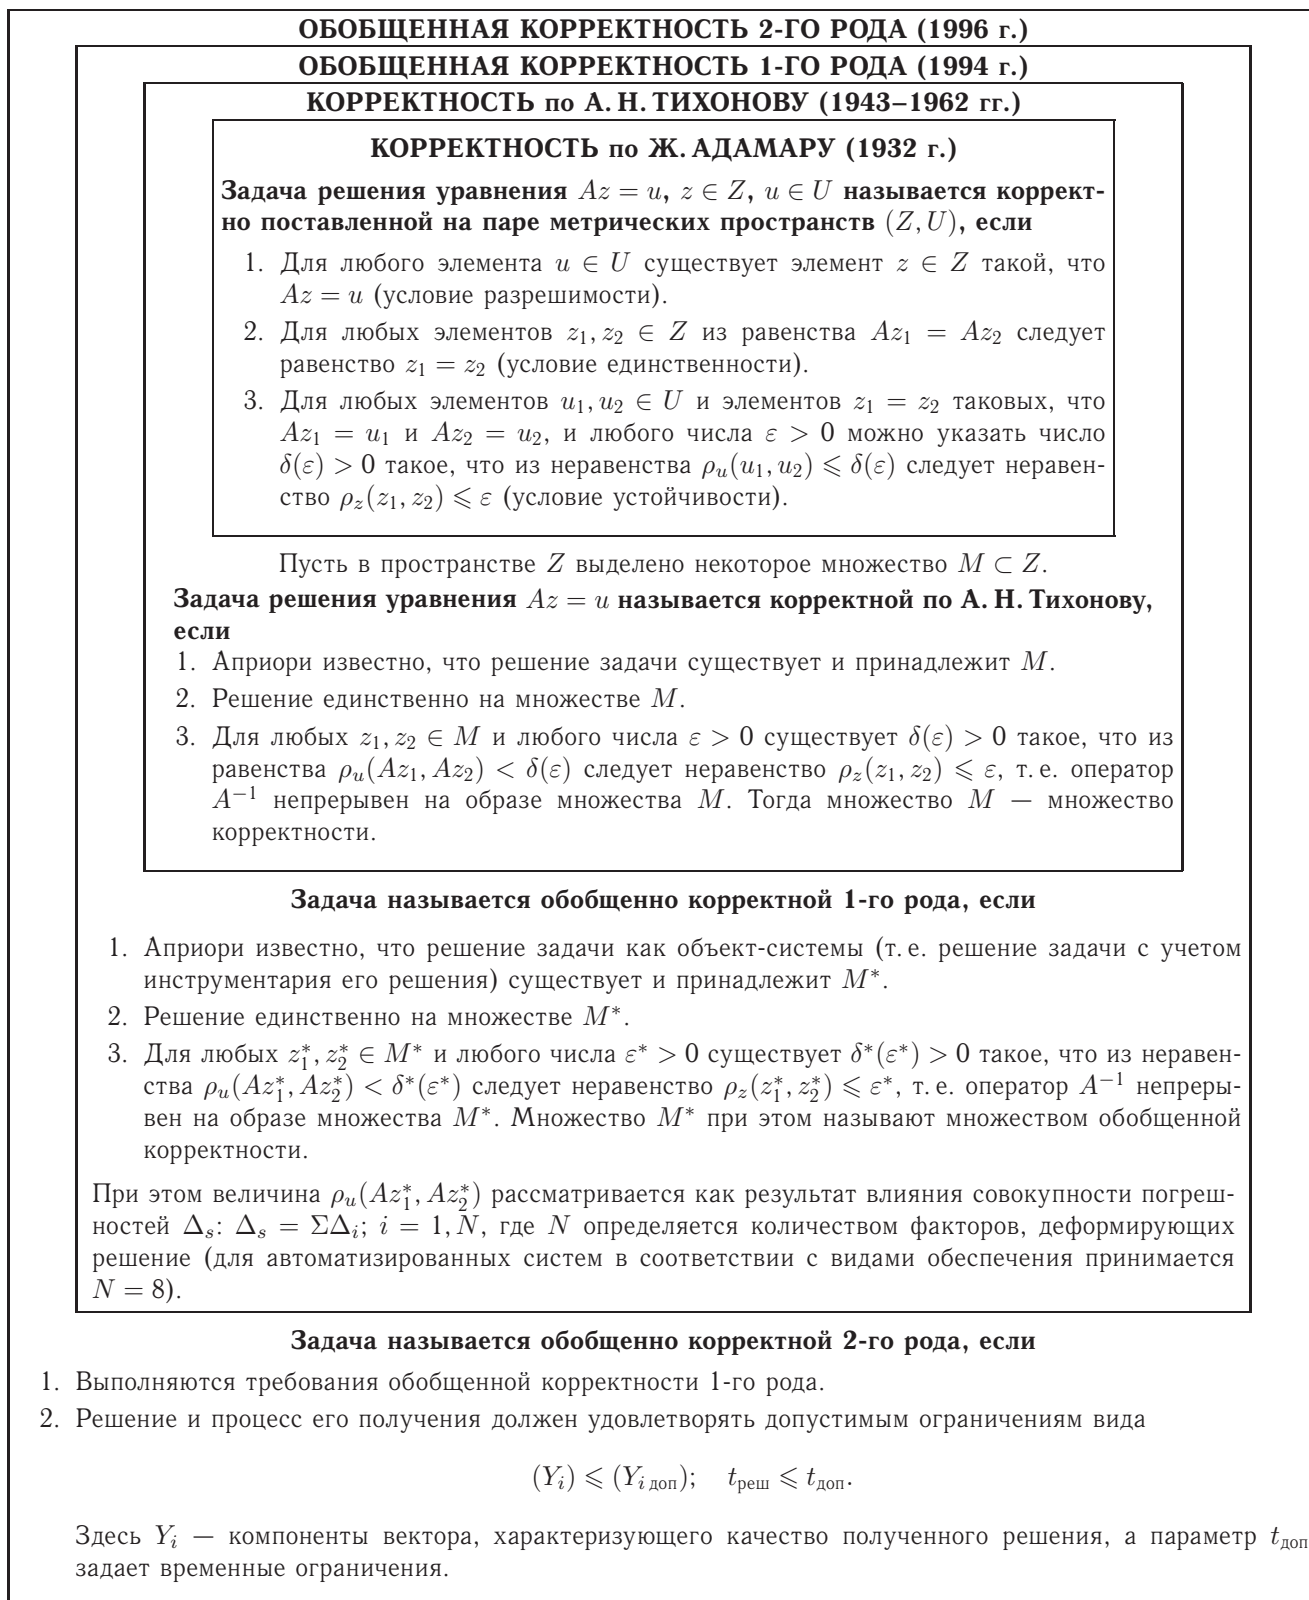 ОБОБЩЕННАЯ КОРРЕКТНОСТЬ 2-ГО РОДА (1996 г.)
ОБОБЩЕННАЯ КОРРЕКТНОСТЬ 1-ГО РОДА (1994 г.)
КОРРЕКТНОСТЬ по А. Н. ТИХОНОВУ (1943–1962 гг.)
КОРРЕКТНОСТЬ по Ж. АДАМАРУ (1932 г.)
Задача решения уравнения Az = u, z ∈ Z, u ∈ U называется коррект-
но поставленной на паре метрических пространств (Z, U), если
1. Для любого элемента u ∈ U существует элемент z ∈ Z такой, что
Az = u (условие разрешимости).
2. Для любых элементов z₁, z₂ ∈ Z из равенства Az₁ = Az₂ следует
равенство z₁ = z₂ (условие единственности).
3. Для любых элементов u₁, u₂ ∈ U и элементов z₁ = z₂ таковых, что
Az₁ = u₁ и Az₂ = u₂, и любого числа ε > 0 можно указать число
δ(ε) > 0 такое, что из неравенства ρᵤ(u₁, u₂) ⩽ δ(ε) следует неравен-
ство ρ_z(z₁, z₂) ⩽ ε (условие устойчивости).
Пусть в пространстве Z выделено некоторое множество M ⊂ Z.
Задача решения уравнения Az = u называется корректной по А. Н. Тихонову,
если
1. Априори известно, что решение задачи существует и принадлежит M.
2. Решение единственно на множестве M.
3. Для любых z₁, z₂ ∈ M и любого числа ε > 0 существует δ(ε) > 0 такое, что из
равенства ρᵤ(Az₁, Az₂) < δ(ε) следует неравенство ρ_z(z₁, z₂) ⩽ ε, т. е. оператор
A⁻¹ непрерывен на образе множества M. Тогда множество M — множество
корректности.
Задача называется обобщенно корректной 1-го рода, если
1. Априори известно, что решение задачи как объект-системы (т. е. решение задачи с учетом
инструментария его решения) существует и принадлежит M*.
2. Решение единственно на множестве M*.
3. Для любых z₁*, z₂* ∈ M* и любого числа ε* > 0 существует δ*(ε*) > 0 такое, что из неравен-
ства ρᵤ(Az₁*, Az₂*) < δ*(ε*) следует неравенство ρ_z(z₁*, z₂*) ⩽ ε*, т. е. оператор A⁻¹ непреры-
вен на образе множества M*. Множество M* при этом называют множеством обобщенной
корректности.
При этом величина ρᵤ(Az₁*, Az₂*) рассматривается как результат влияния совокупности погреш-
ностей Δₛ: Δₛ = ΣΔᵢ; i = 1, N, где N определяется количеством факторов, деформирующих
решение (для автоматизированных систем в соответствии с видами обеспечения принимается
N = 8).
Задача называется обобщенно корректной 2-го рода, если
1. Выполняются требования обобщенной корректности 1-го рода.
2. Решение и процесс его получения должен удовлетворять допустимым ограничениям вида
(Yᵢ) ⩽ (Yᵢ доп); t_реш ⩽ t_доп.
Здесь Yᵢ — компоненты вектора, характеризующего качество полученного решения, а параметр t_доп
задает временные ограничения.